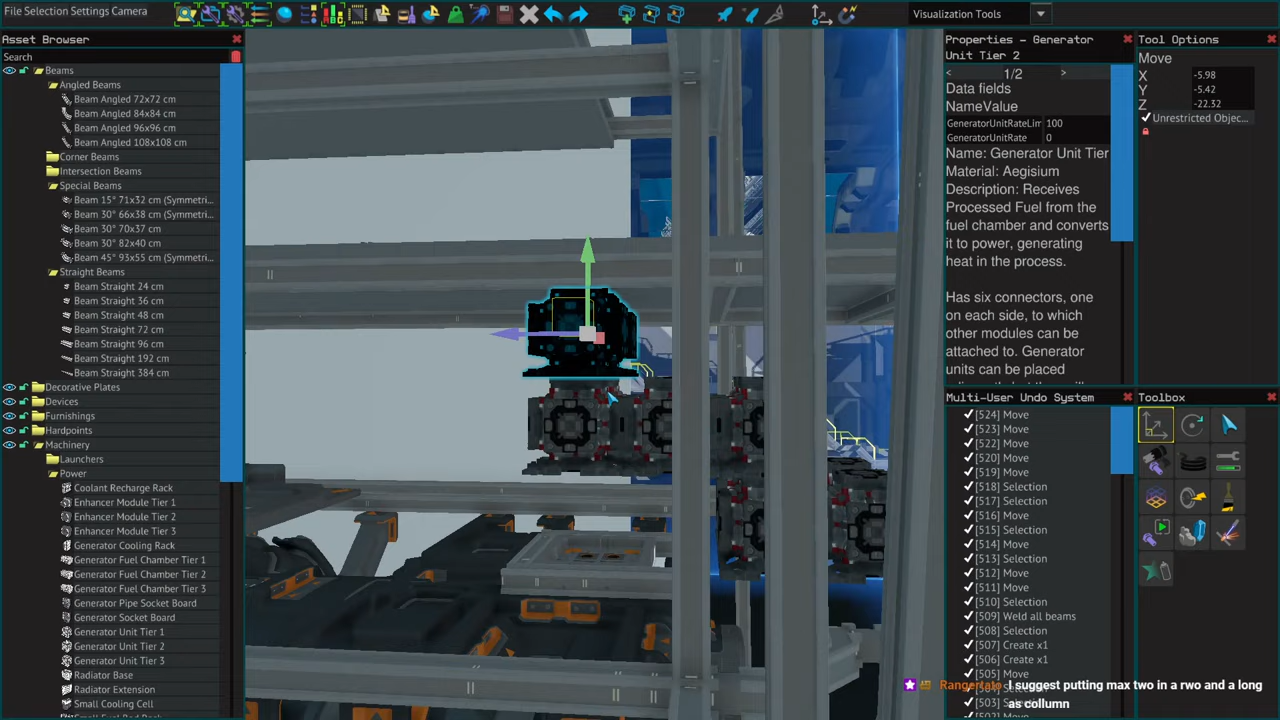 File Selection Settings Camera
Visualization Tools
Asset Browser
Search
Beams
Angled Beams
Beam Angled 72x72 cm
Beam Angled 84x84 cm
Beam Angled 96x96 cm
Beam Angled 108x108 cm
Corner Beams
Intersection Beams
Special Beams
Beam 15° 71x32 cm (Symmetri...
Beam 30° 66x38 cm (Symmetri...
Beam 30° 70x37 cm
Beam 30° 82x40 cm
Beam 45° 93x55 cm (Symmetri...
Straight Beams
Beam Straight 24 cm
Beam Straight 36 cm
Beam Straight 48 cm
Beam Straight 72 cm
Beam Straight 96 cm
Beam Straight 192 cm
Beam Straight 384 cm
Decorative Plates
Devices
Furnishings
Hardpoints
Machinery
Launchers
Power
Coolant Recharge Rack
Enhancer Module Tier 1
Enhancer Module Tier 2
Enhancer Module Tier 3
Generator Cooling Rack
Generator Fuel Chamber Tier 1
Generator Fuel Chamber Tier 2
Generator Fuel Chamber Tier 3
Generator Pipe Socket Board
Generator Socket Board
Generator Unit Tier 1
Generator Unit Tier 2
Generator Unit Tier 3
Radiator Base
Radiator Extension
Small Cooling Cell
Properties - Generator
Unit Tier 2
< 1/2 >
Data fields
NameValue
GeneratorUnitRateLim 100
GeneratorUnitRate 0
Name: Generator Unit Tier
Material: Aegisium
Description: Receives
Processed Fuel from the
fuel chamber and converts
it to power, generating
heat in the process.
Has six connectors, one
on each side, to which
other modules can be
attached to. Generator
units can be placed
Tool Options
Move
X -5.98
Y -5.42
Z -22.32
Unrestricted Objec...
Multi-User Undo System
[524] Move
[523] Move
[522] Move
[520] Move
[519] Move
[518] Selection
[517] Selection
[516] Move
[515] Selection
[514] Move
[513] Selection
[512] Move
[511] Move
[510] Selection
[509] Weld all beams
[508] Selection
[507] Create x1
[506] Create x1
[505] Move
[503] Selection
Toolbox
Rangertalo: I suggest putting max two in a rwo and a long
as collumn